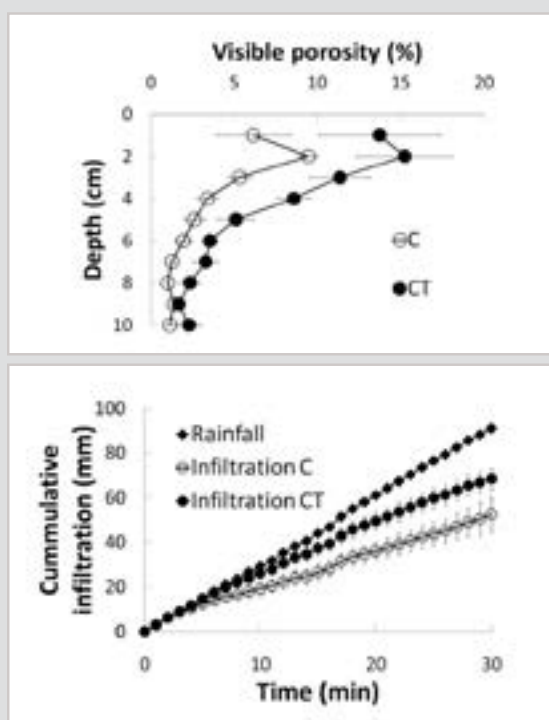 Visible porosity (%)
0 5 10 15 20
Depth (cm)
0
2
4
6
8
10
C
CT
Cummulative
infiltration (mm)
100
80
60
40
20
0
Rainfall
Infiltration C
Infiltration CT
0 10 20 30
Time (min)